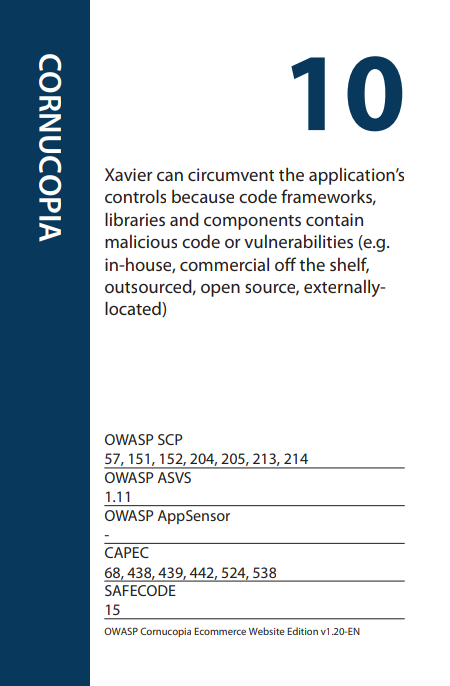 CORNUCOPIA
10
Xavier can circumvent the application’s
controls because code frameworks,
libraries and components contain
malicious code or vulnerabilities (e.g.
in-house, commercial off the shelf,
outsourced, open source, externally-
located)
OWASP SCP
57, 151, 152, 204, 205, 213, 214
OWASP ASVS
1.11
OWASP AppSensor
-
CAPEC
68, 438, 439, 442, 524, 538
SAFECODE
15
OWASP Cornucopia Ecommerce Website Edition v1.20-EN